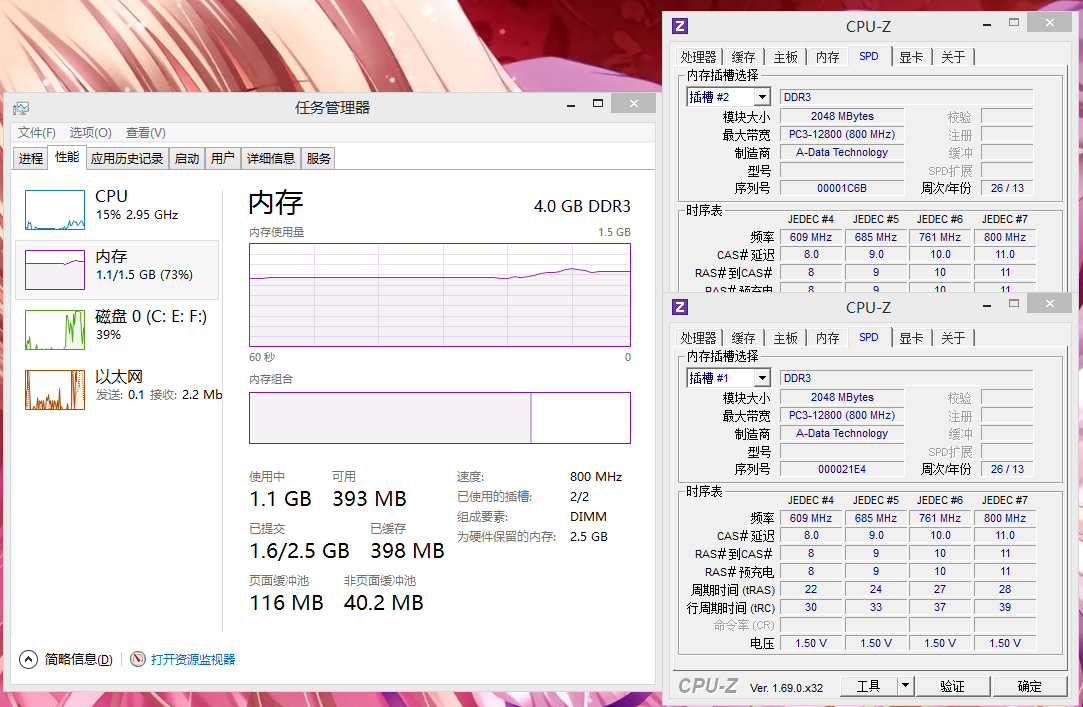 任务管理器
文件(F) 选项(O) 查看(V)
进程 性能 应用历史记录 启动 用户 详细信息 服务
CPU
15% 2.95 GHz
内存
1.1/1.5 GB (73%)
磁盘 0 (C: E: F:)
39%
以太网
发送: 0.1 接收: 2.2 Mb
内存
4.0 GB DDR3
内存使用量 1.5 GB
60 秒 0
内存组合
使用中 可用
1.1 GB 393 MB
已提交 已缓存
1.6/2.5 GB 398 MB
页面缓冲池 非页面缓冲池
116 MB 40.2 MB
速度: 800 MHz
已使用的插槽: 2/2
组成要素: DIMM
为硬件保留的内存: 2.5 GB
简略信息(D) 打开资源监视器
Z CPU-Z
处理器 缓存 主板 内存 SPD 显卡 关于
内存插槽选择
插槽 #2 DDR3
模块大小 2048 MBytes 校验
最大带宽 PC3-12800 (800 MHz) 注册
制造商 A-Data Technology 缓冲
型号 SPD扩展
序列号 00001C6B 周次/年份 26 / 13
时序表
JEDEC #4 JEDEC #5 JEDEC #6 JEDEC #7
频率 609 MHz 685 MHz 761 MHz 800 MHz
CAS# 延迟 8.0 9.0 10.0 11.0
RAS# 到CAS# 8 9 10 11
RAS# 预充电 8 9 10 11
Z CPU-Z
处理器 缓存 主板 内存 SPD 显卡 关于
内存插槽选择
插槽 #1 DDR3
模块大小 2048 MBytes 校验
最大带宽 PC3-12800 (800 MHz) 注册
制造商 A-Data Technology 缓冲
型号 SPD扩展
序列号 000021E4 周次/年份 26 / 13
时序表
JEDEC #4 JEDEC #5 JEDEC #6 JEDEC #7
频率 609 MHz 685 MHz 761 MHz 800 MHz
CAS# 延迟 8.0 9.0 10.0 11.0
RAS# 到CAS# 8 9 10 11
RAS# 预充电 8 9 10 11
周期时间 (tRAS) 22 24 27 28
行周期时间 (tRC) 30 33 37 39
命令率 (CR)
电压 1.50 V 1.50 V 1.50 V 1.50 V
CPU-Z Ver. 1.69.0.x32 工具 验证 确定